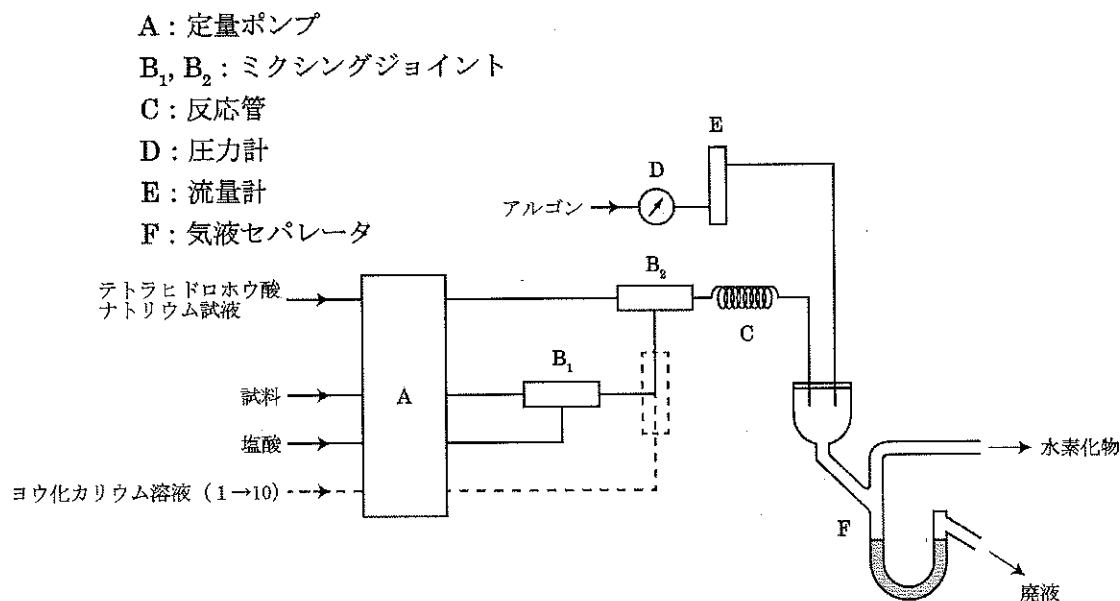 A:定量ポンプ
B₁, B₂:ミクシングジョイント
C:反応管
D:圧力計
E:流量計
F:気液セパレータ
E
D
アルゴン
B₂
テトラヒドロホウ酸
ナトリウム試液
C
B₁
試料
A
塩酸
水素化物
ヨウ化カリウム溶液(1→10)
F
廃液